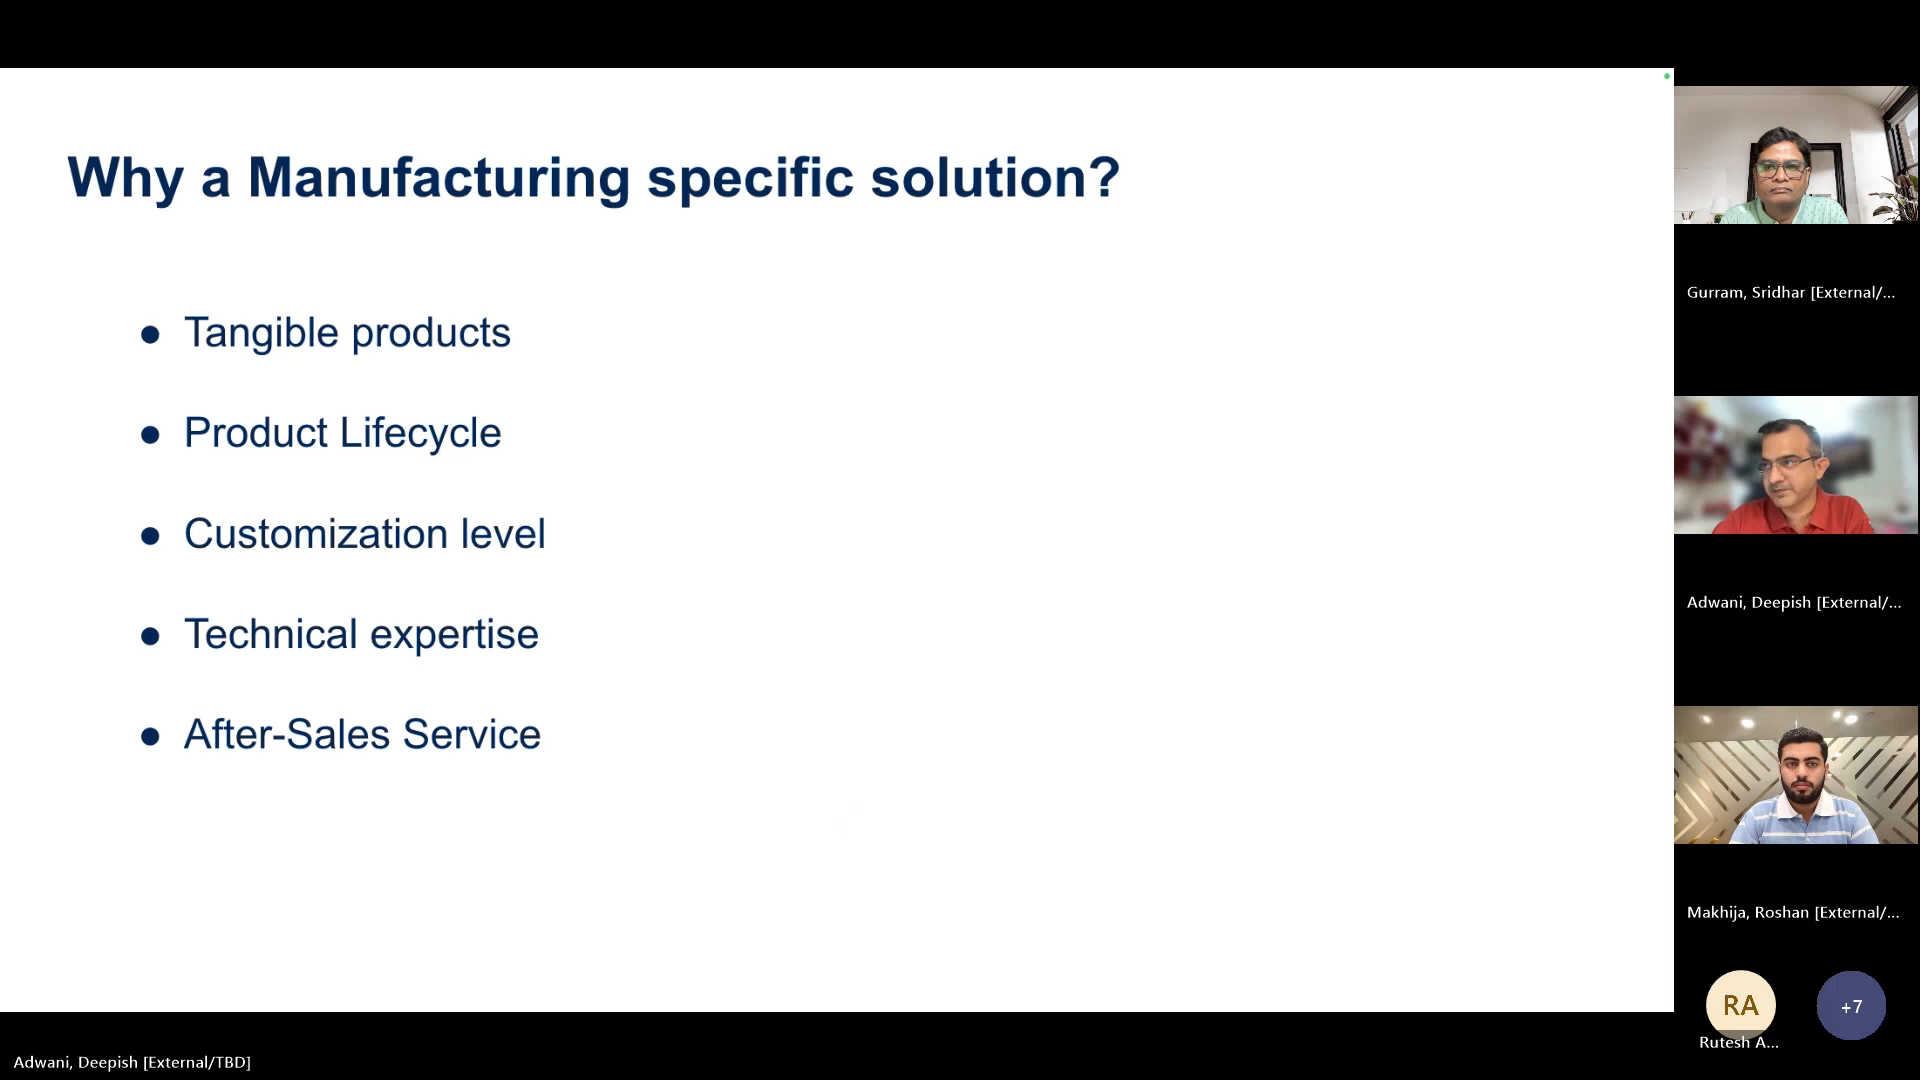 Why a Manufacturing specific solution?
● Tangible products
● Product Lifecycle
● Customization level
● Technical expertise
● After-Sales Service
Gurram, Sridhar [External/...
Adwani, Deepish [External/...
Makhija, Roshan [External/...
RA
+7
Rutesh A...
Adwani, Deepish [External/TBD]